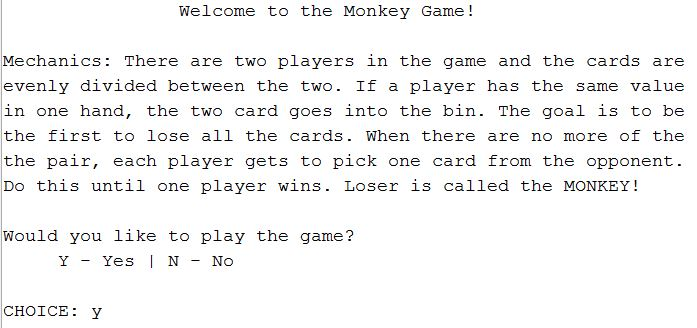 Welcome to the Monkey Game!
Mechanics: There are two players in the game and the cards are
evenly divided between the two. If a player has the same value
in one hand, the two card goes into the bin. The goal is to be
the first to lose all the cards. When there are no more of the
the pair, each player gets to pick one card from the opponent.
Do this until one player wins. Loser is called the MONKEY!
Would you like to play the game?
Y - Yes | N - No
CHOICE: y